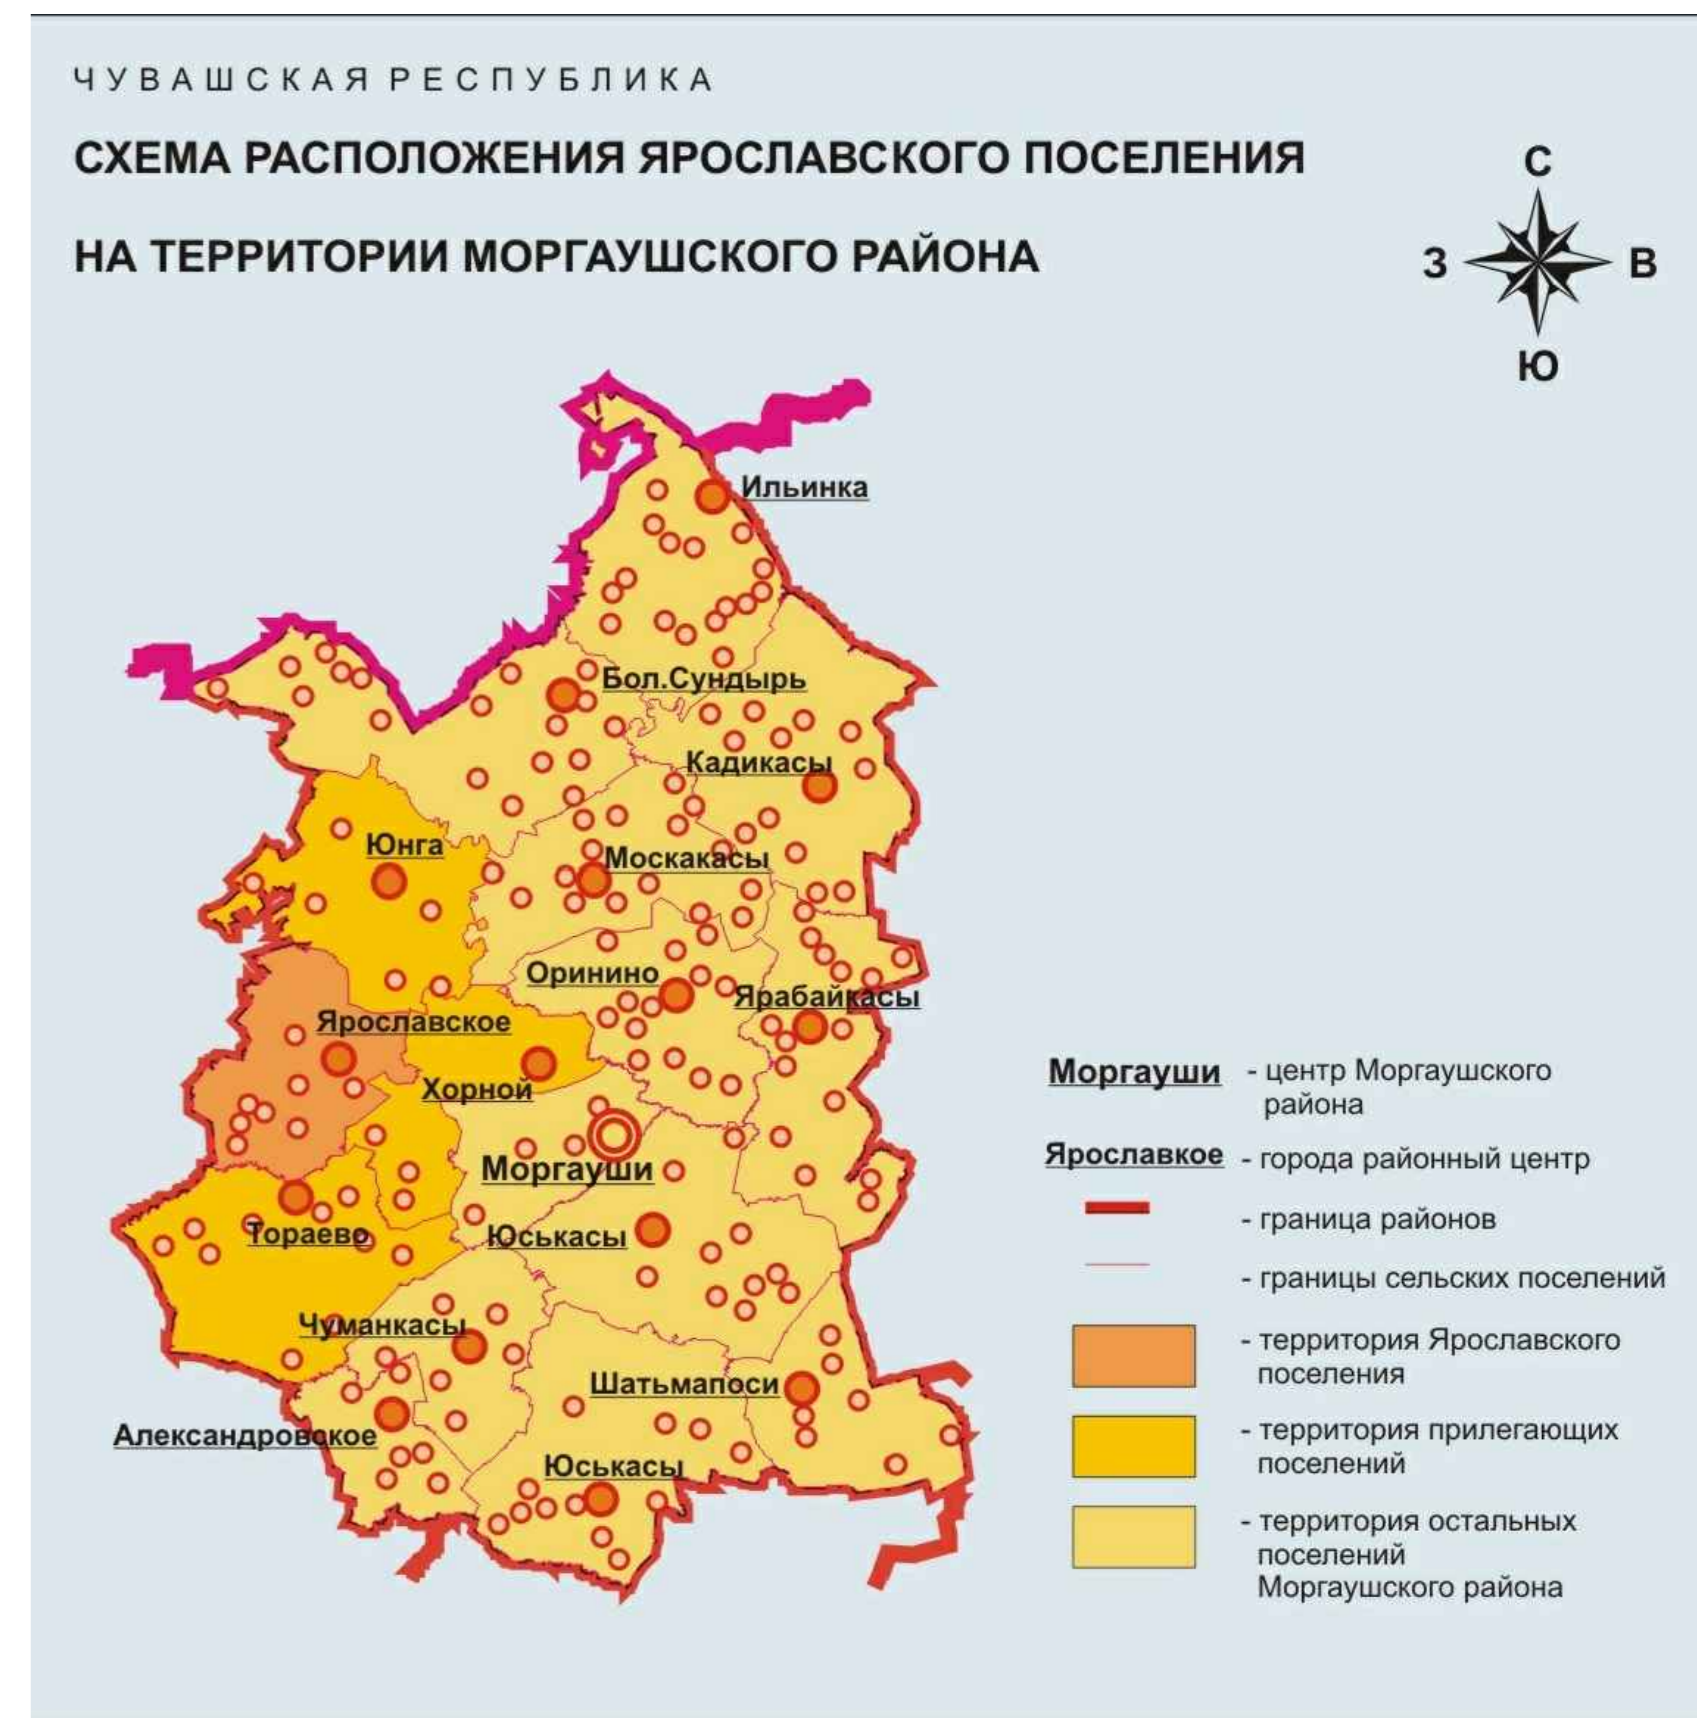 ЧУВАШСКАЯ РЕСПУБЛИКА
СХЕМА РАСПОЛОЖЕНИЯ ЯРОСЛАВСКОГО ПОСЕЛЕНИЯ
НА ТЕРРИТОРИИ МОРГАУШСКОГО РАЙОНА
С
З
В
Ю
Ильинка
Бол.Сундырь
Кадикасы
Юнга
Москакасы
Оринино
Ярабайкасы
Ярославское
Хорной
Моргауши
Юськасы
Тораево
Чуманкасы
Шатьмапоси
Александровское
Юськасы
Моргауши - центр Моргаушского
района
Ярославкое - города районный центр
- граница районов
- границы сельских поселений
- территория Ярославского
поселения
- территория прилегающих
поселений
- территория остальных
поселений
Моргаушского района